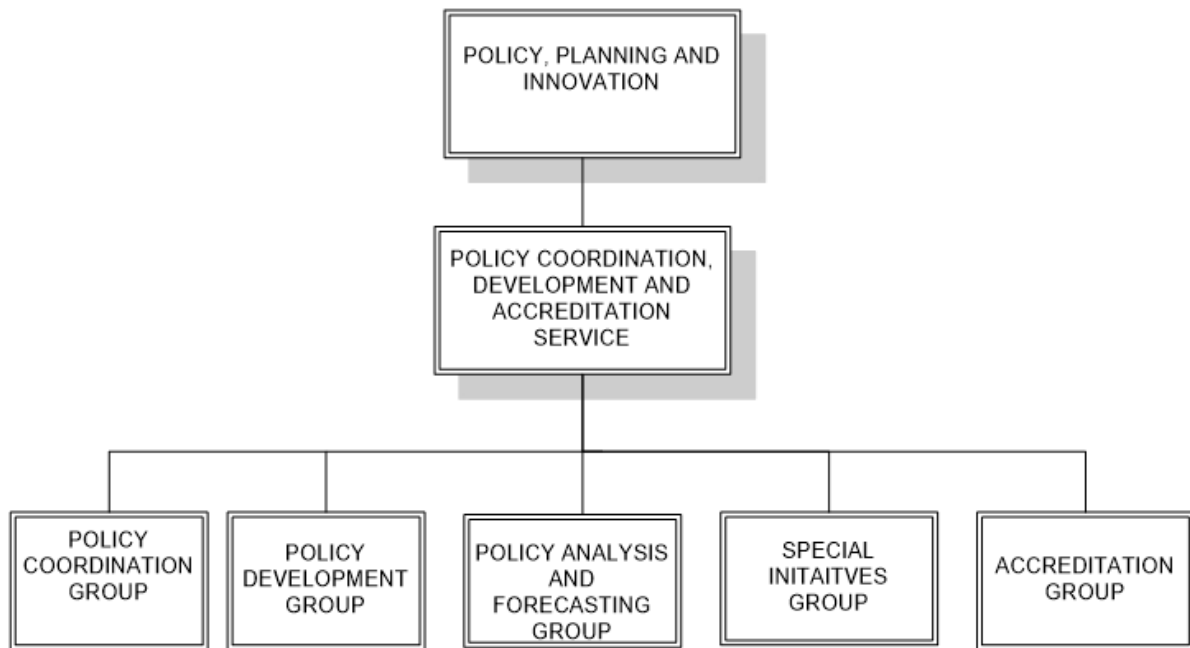 POLICY, PLANNING AND
INNOVATION
POLICY COORDINATION,
DEVELOPMENT AND
ACCREDITATION
SERVICE
POLICY
COORDINATION
GROUP
POLICY
DEVELOPMENT
GROUP
POLICY ANALYSIS
AND
FORECASTING
GROUP
SPECIAL
INITAITVES
GROUP
ACCREDITATION
GROUP